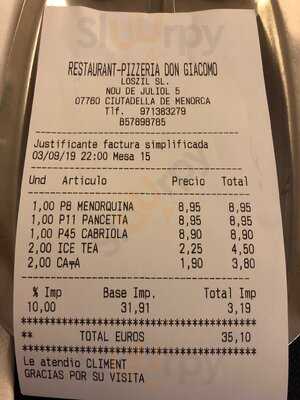 Sluurpy
RESTAURANT-PIZZERIA DON GIACOMO
LOSZIL SL.
NOU DE JULIOL 5
07760 CIUTADELLA DE MENORCA
Tlf. 971383279
B57898785
Justificante factura simplificada
03/09/19 22:00 Mesa 15
Und Artículo Precio Total
1,00 P8 MENORQUINA 8,95 8,95
1,00 P11 PANCETTA 8,95 8,95
1,00 P45 CABRIOLA 8,90 8,90
2,00 ICE TEA 2,25 4,50
2,00 CAÑA 1,90 3,80
% Imp Base Imp. Total Imp
10,00 31,91 3,19
** TOTAL EUROS 35,10
Le atendio CLIMENT
GRACIAS POR SU VISITA